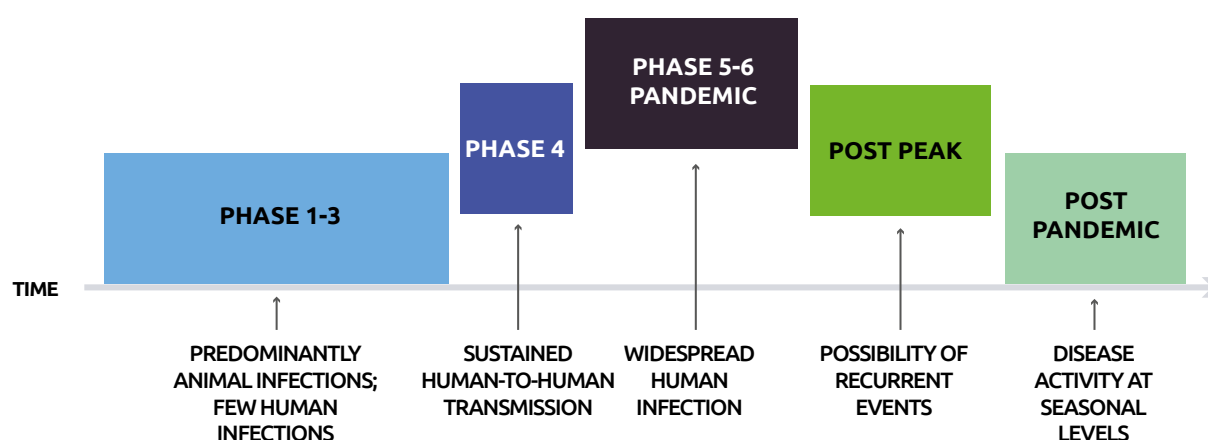 PHASE 5-6
PANDEMIC
PHASE 4
POST PEAK
PHASE 1-3
POST
PANDEMIC
TIME
PREDOMINANTLY
ANIMAL INFECTIONS;
FEW HUMAN
INFECTIONS
SUSTAINED
HUMAN-TO-HUMAN
TRANSMISSION
WIDESPREAD
HUMAN
INFECTION
POSSIBILITY OF
RECURRENT
EVENTS
DISEASE
ACTIVITY AT
SEASONAL
LEVELS